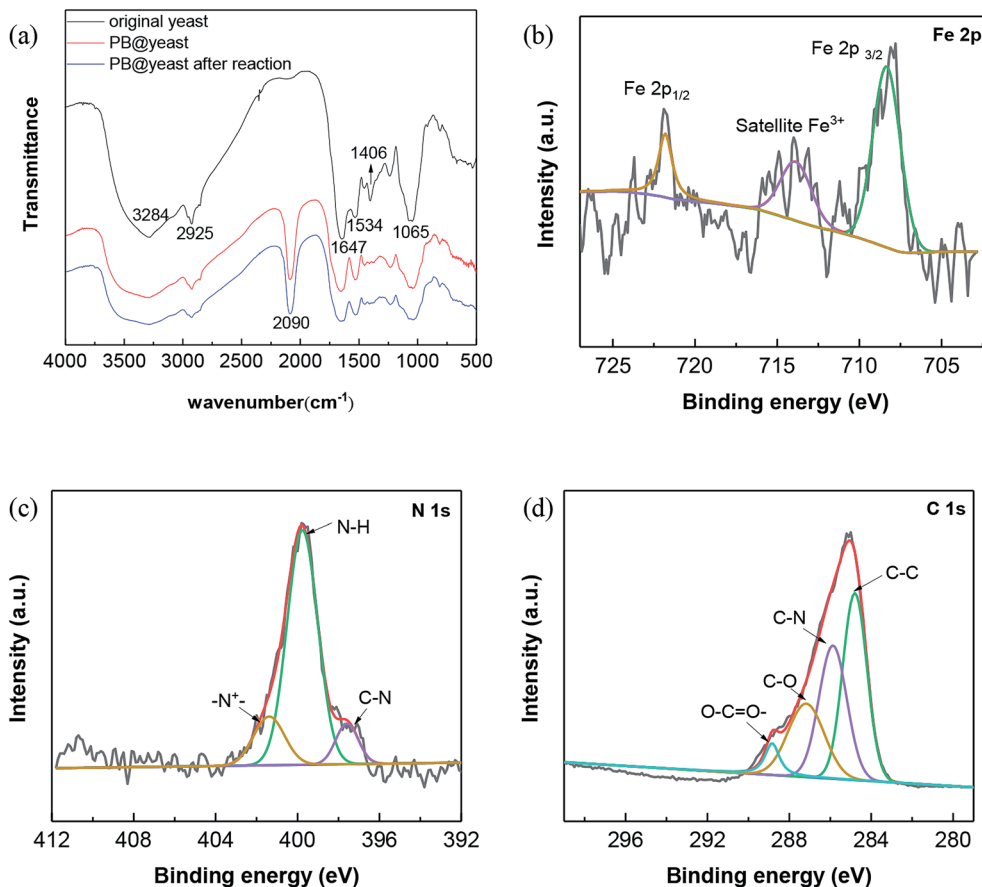 (a)
original yeast
PB@yeast
PB@yeast after reaction
Transmittance
3284
2925
2090
1647
1534
1406
1065
4000 3500 3000 2500 2000 1500 1000 500
wavenumber(cm⁻¹)
(b)
Fe 2p
Fe 2p 3/2
Fe 2p1/2
Satellite Fe³⁺
Intensity (a.u.)
725 720 715 710 705
Binding energy (eV)
(c)
N 1s
N-H
-N⁺-
C-N
Intensity (a.u.)
412 408 404 400 396 392
Binding energy (eV)
(d)
C 1s
C-C
C-N
C-O
O-C=O-
Intensity (a.u.)
296 292 288 284 280
Binding energy (eV)